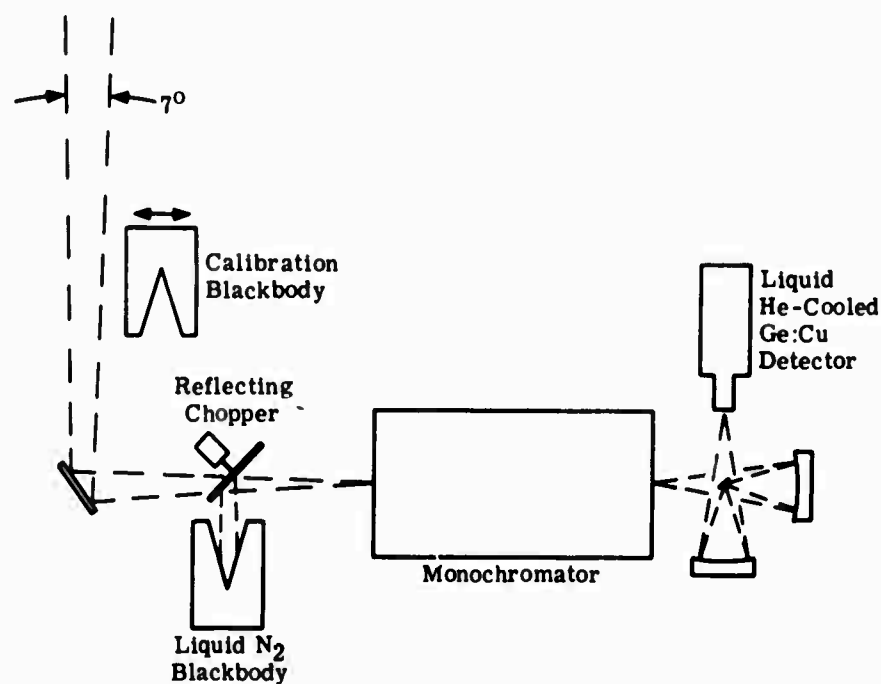 7°
Calibration
Blackbody
Liquid
He-Cooled
Ge:Cu
Detector
Reflecting
Chopper
Monochromator
Liquid N₂
Blackbody